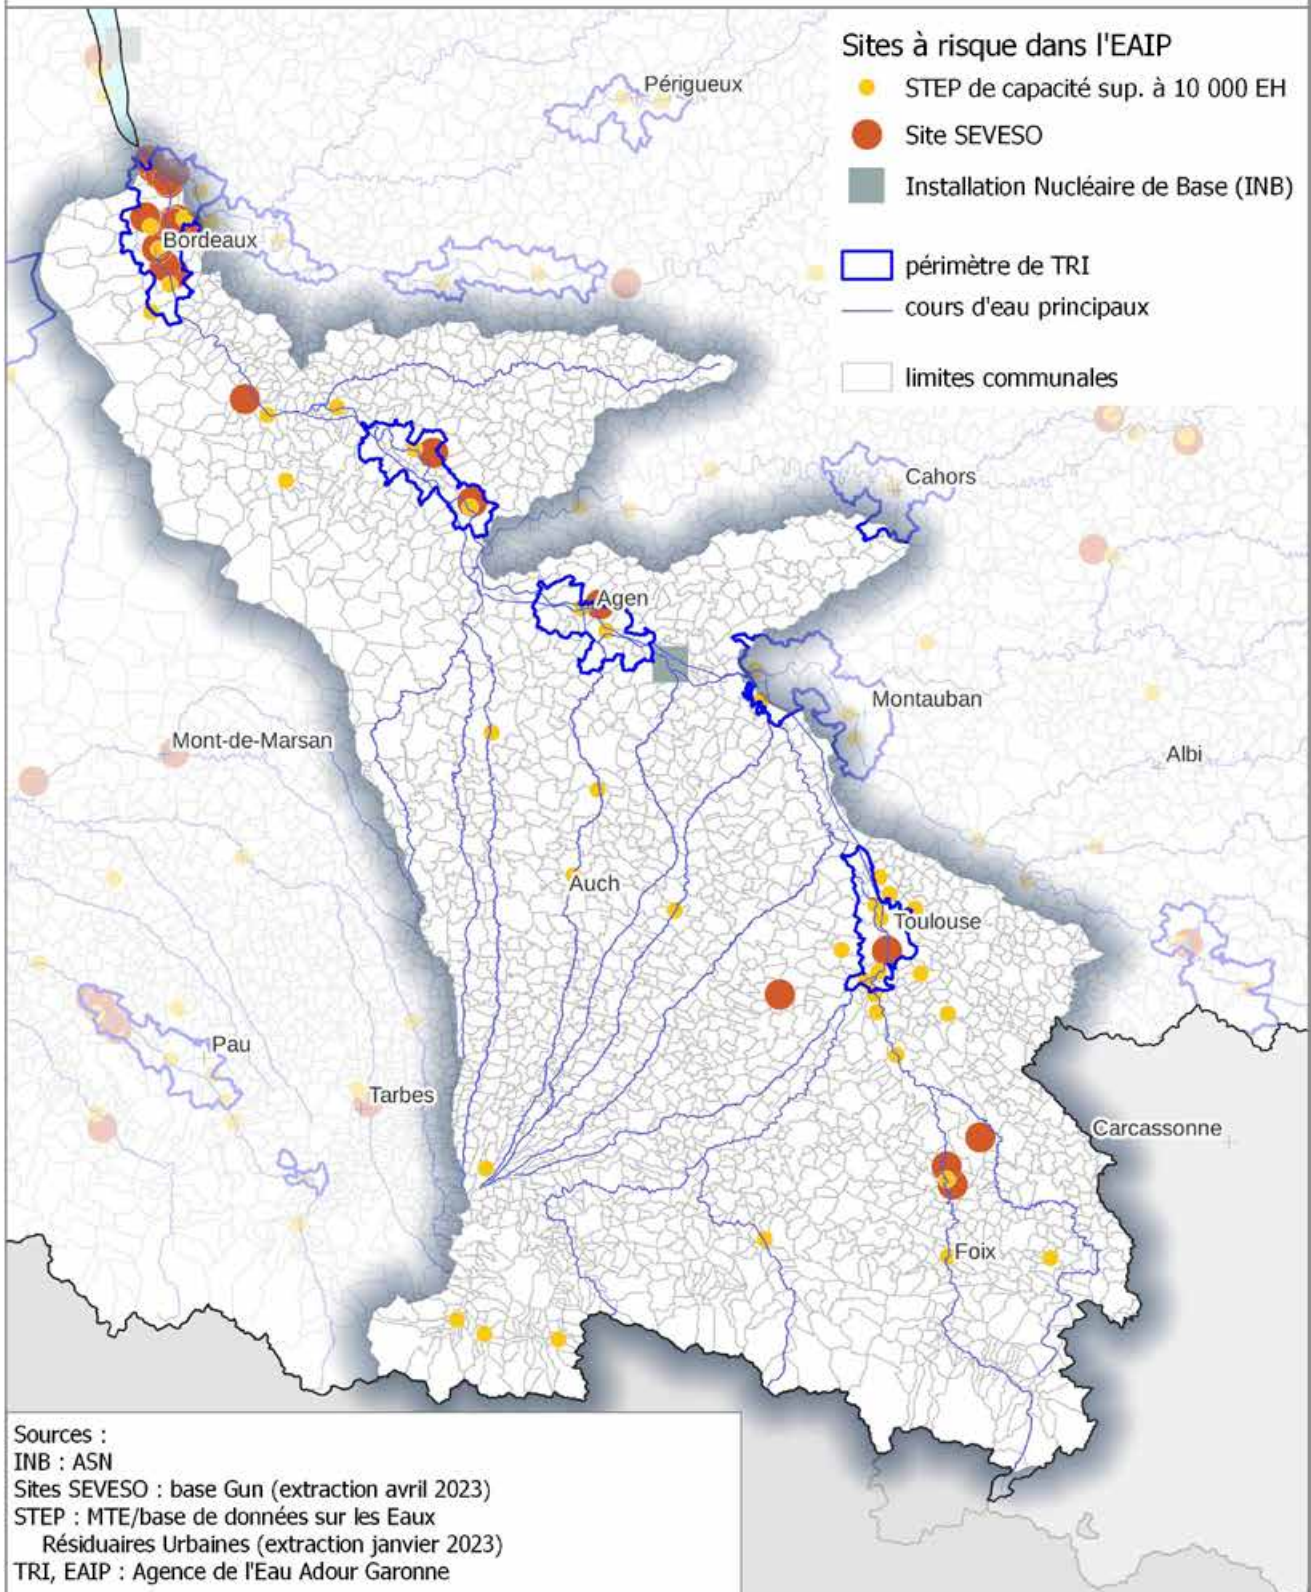 Sites à risque dans l'EAIP
STEP de capacité sup. à 10 000 EH
Site SEVESO
Installation Nucléaire de Base (INB)
périmètre de TRI
cours d'eau principaux
limites communales
Périgueux
Bordeaux
Cahors
Agen
Montauban
Mont-de-Marsan
Albi
Auch
Toulouse
Pau
Tarbes
Carcassonne
Foix
Sources :
INB : ASN
Sites SEVESO : base Gun (extraction avril 2023)
STEP : MTE/base de données sur les Eaux
Résiduaires Urbaines (extraction janvier 2023)
TRI, EAIP : Agence de l'Eau Adour Garonne